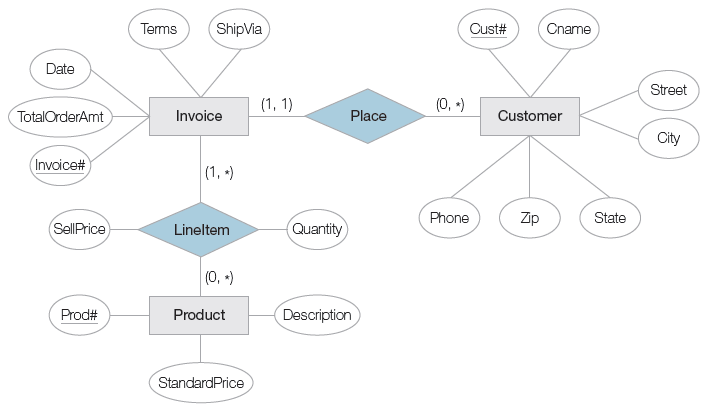 Terms
ShipVia
Cust#
Cname
Date
Street
TotalOrderAmt
Invoice
(1, 1)
Place
(0, *)
Customer
City
Invoice#
(1, *)
Phone
Zip
State
SellPrice
LineItem
Quantity
(0, *)
Prod#
Product
Description
StandardPrice